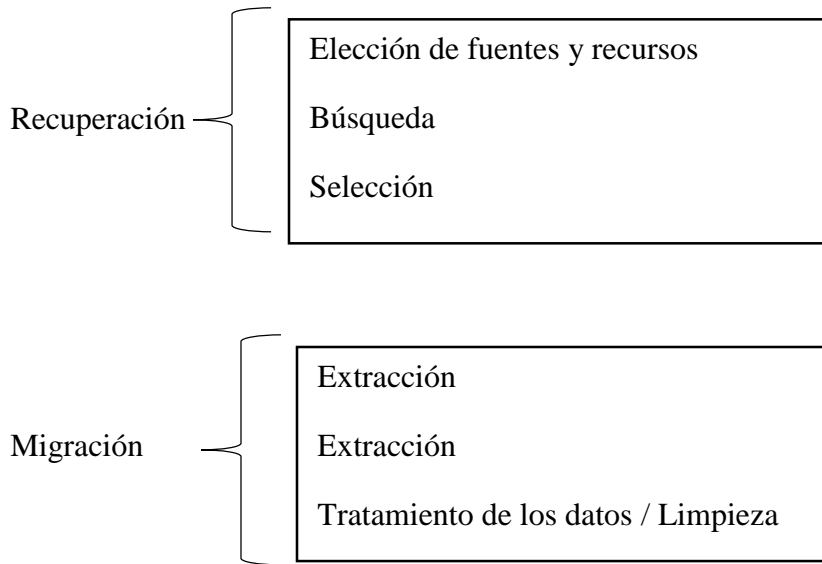 Elección de fuentes y recursos
Recuperación
Búsqueda
Selección
Extracción
Migración
Extracción
Tratamiento de los datos / Limpieza